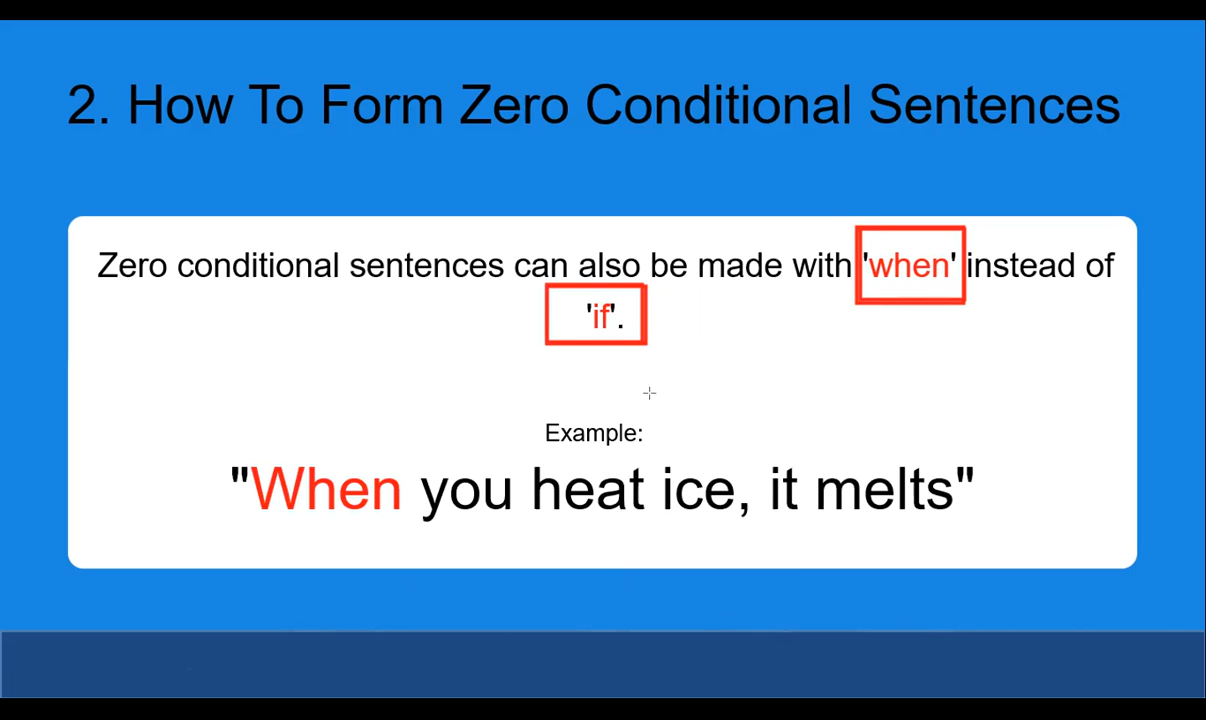 2. How To Form Zero Conditional Sentences
Zero conditional sentences can also be made with 'when' instead of
'if'.
Example:
"When you heat ice, it melts"